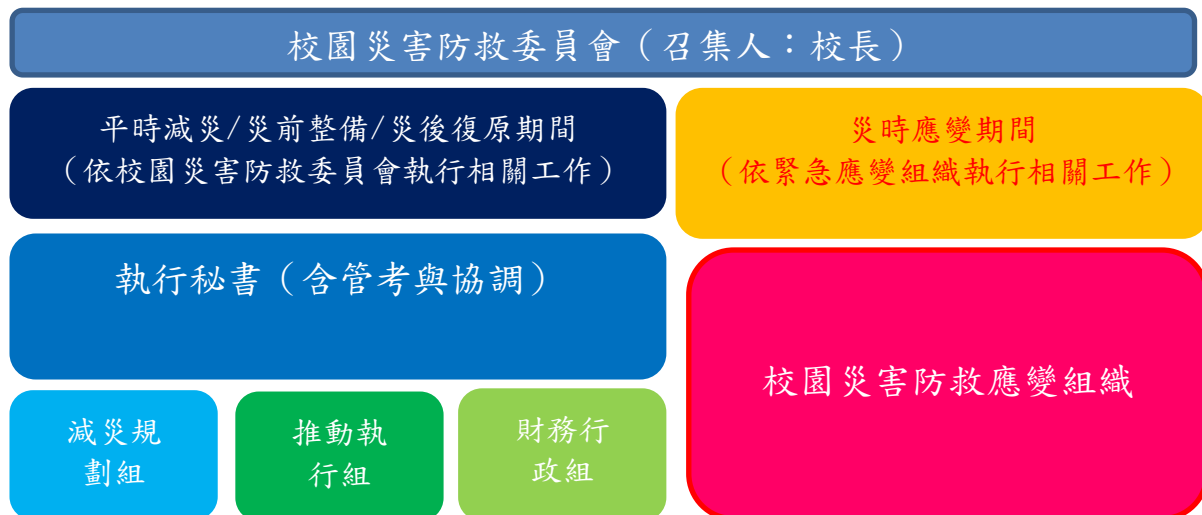 校園災害防救委員會（召集人：校長）
平時減災/災前整備/災後復原期間
（依校園災害防救委員會執行相關工作）
災時應變期間
（依緊急應變組織執行相關工作）
執行秘書（含管考與協調）
校園災害防救應變組織
減災規
劃組
推動執
行組
財務行
政組